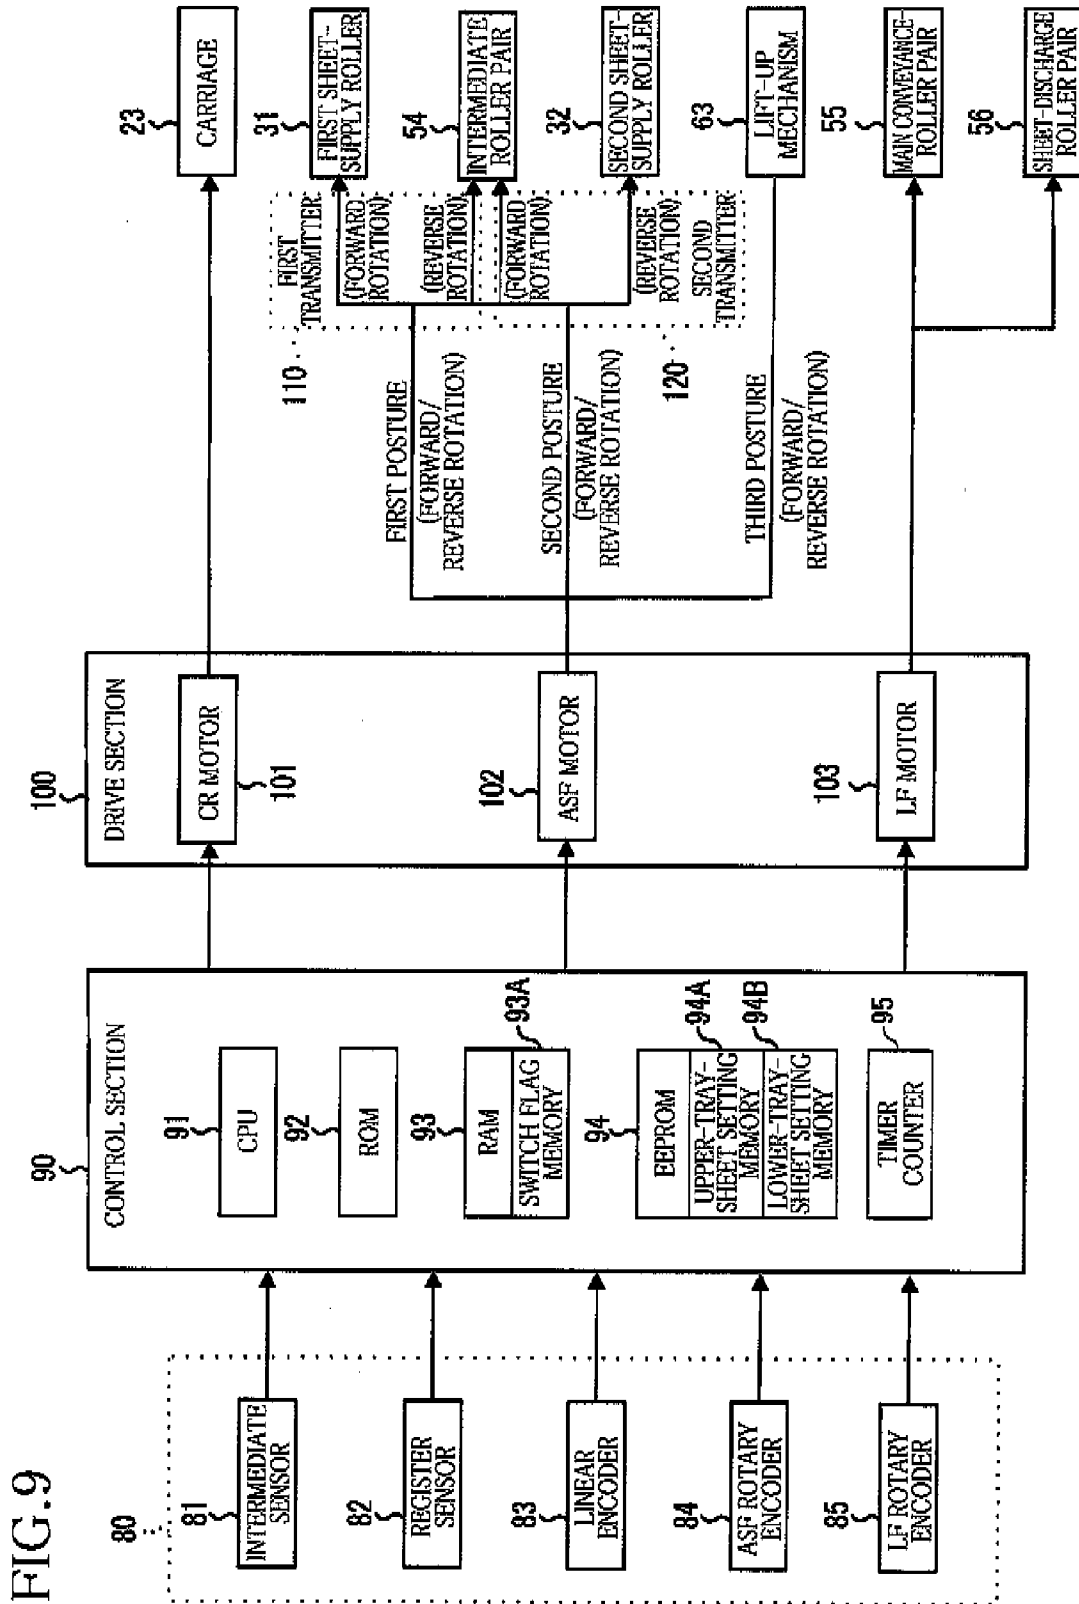 FIG.9
80
81
INTERMEDIATE
SENSOR
82
REGISTER
SENSOR
83
LINEAR
ENCODER
84
ASF ROTARY
ENCODER
85
LF ROTARY
ENCODER
90
CONTROL SECTION
91
CPU
92
ROM
93
RAM
SWITCH FLAG
MEMORY
93A
94
EEPROM
UPPER-TRAY-
SHEET SETTING
MEMORY
94A
LOWER-TRAY-
SHEET SETTING
MEMORY
94B
TIMER
COUNTER
95
100
DRIVE SECTION
CR MOTOR
101
102
ASF MOTOR
103
LF MOTOR
FIRST POSTURE
(FORWARD/
REVERSE ROTATION)
SECOND POSTURE
(FORWARD/
REVERSE ROTATION)
THIRD POSTURE
(FORWARD/
REVERSE ROTATION)
110
FIRST
TRANSMITTER
(FORWARD
ROTATION)
(REVERSE
ROTATION)
120
(FORWARD
ROTATION)
(REVERSE
ROTATION)
SECOND
TRANSMITTER
23
CARRIAGE
31
FIRST SHEET-
SUPPLY ROLLER
54
INTERMEDIATE
ROLLER PAIR
32
SECOND SHEET-
SUPPLY ROLLER
63
LIFT-UP
MECHANISM
55
MAIN CONVEYANCE-
ROLLER PAIR
56
SHEET-DISCHARGE
ROLLER PAIR